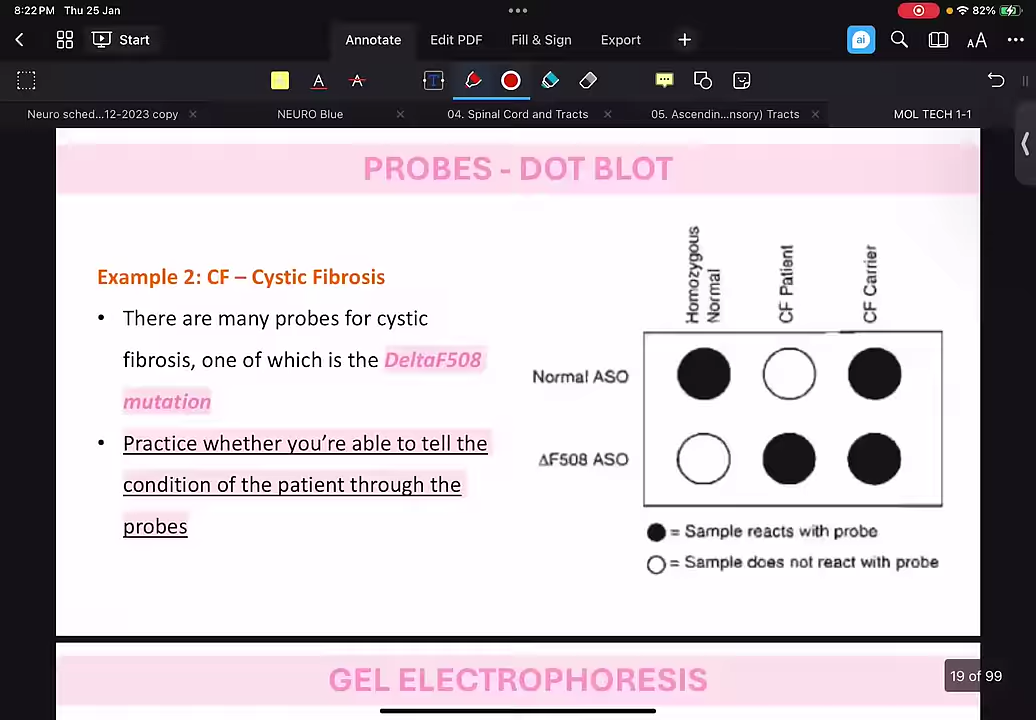 8:22 PM Thu 25 Jan
82%
Start
Annotate
Edit PDF
Fill & Sign
Export
ai
AA
A
A
T
Neuro sched...12-2023 copy
NEURO Blue
04. Spinal Cord and Tracts
05. Ascendin...nsory) Tracts
MOL TECH 1-1
PROBES - DOT BLOT
Example 2: CF – Cystic Fibrosis
• There are many probes for cystic
fibrosis, one of which is the DeltaF508
mutation
• Practice whether you're able to tell the
condition of the patient through the
probes
Homozygous
Normal
CF Patient
CF Carrier
Normal ASO
ΔF508 ASO
= Sample reacts with probe
= Sample does not react with probe
GEL ELECTROPHORESIS
19 of 99